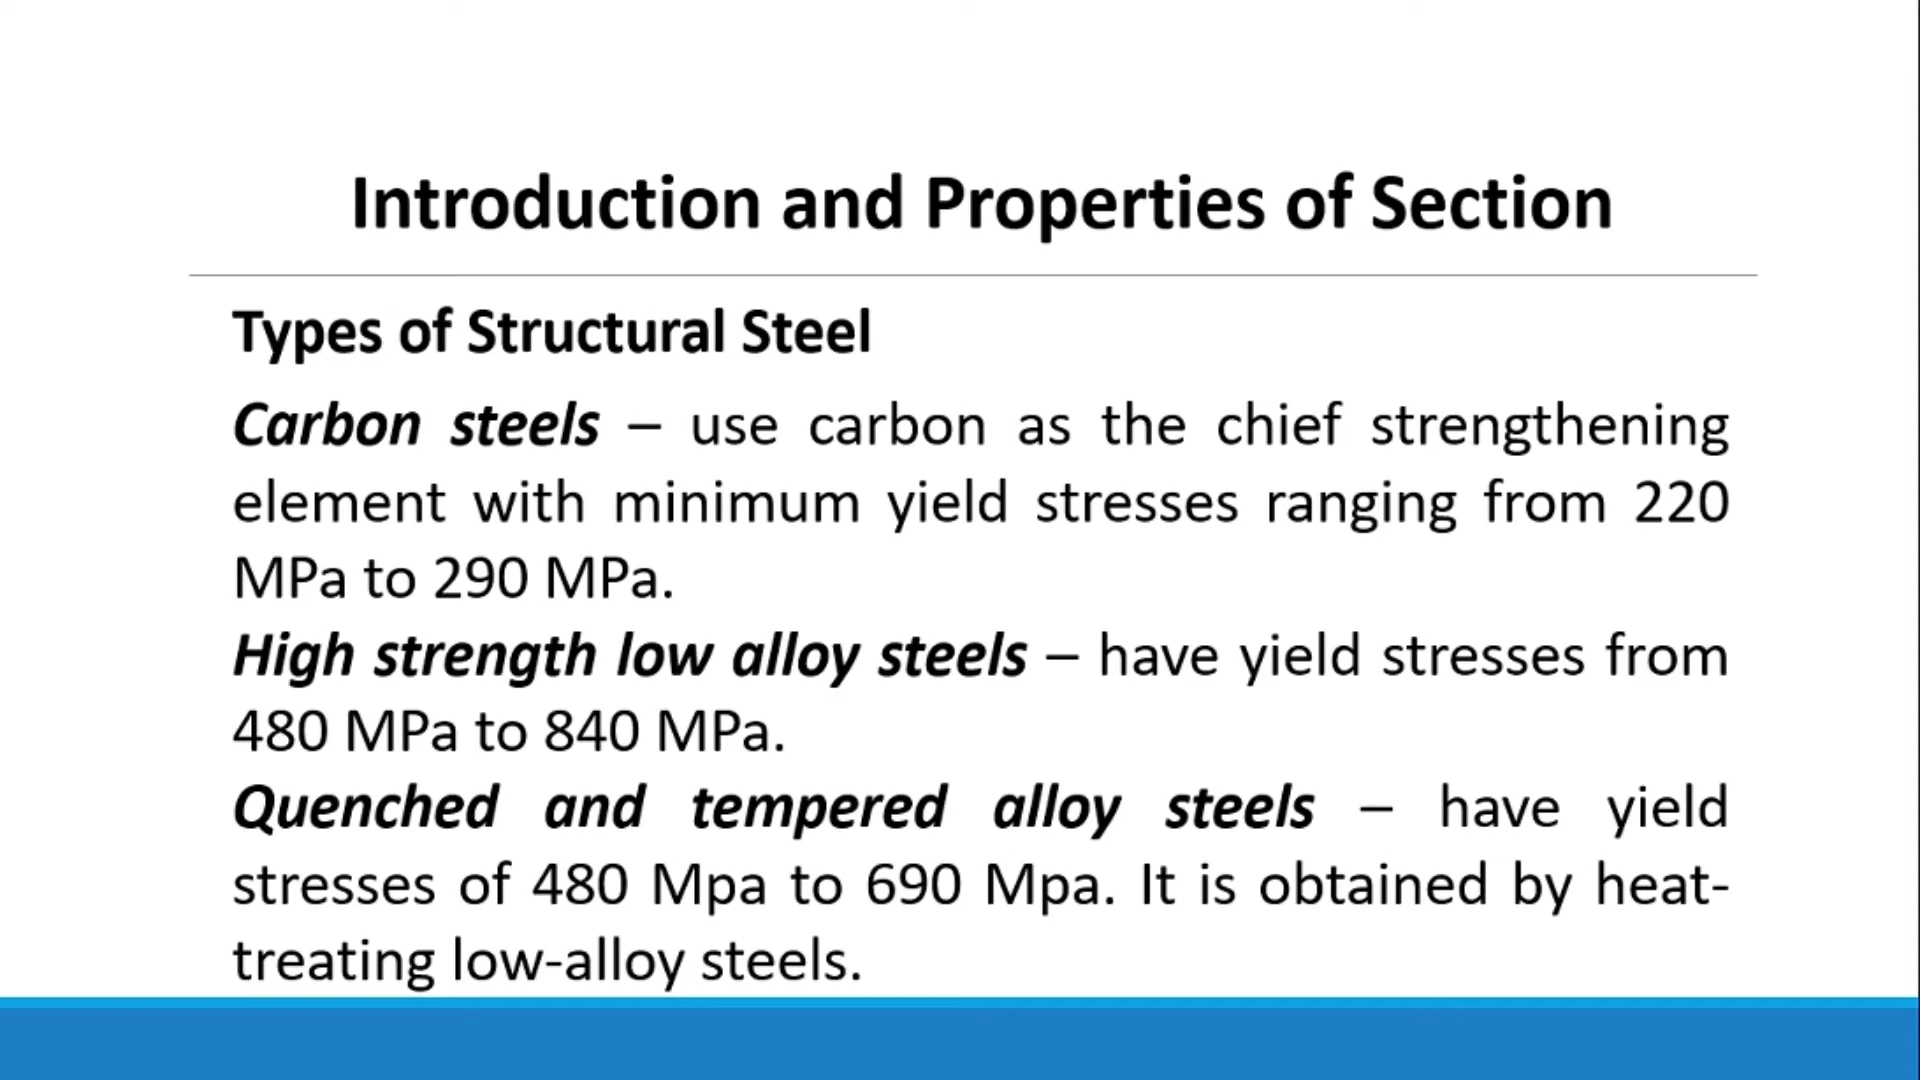 Introduction and Properties of Section
Types of Structural Steel
Carbon steels – use carbon as the chief strengthening
element with minimum yield stresses ranging from 220
MPa to 290 MPa.
High strength low alloy steels – have yield stresses from
480 MPa to 840 MPa.
Quenched and tempered alloy steels – have yield
stresses of 480 Mpa to 690 Mpa. It is obtained by heat-
treating low-alloy steels.